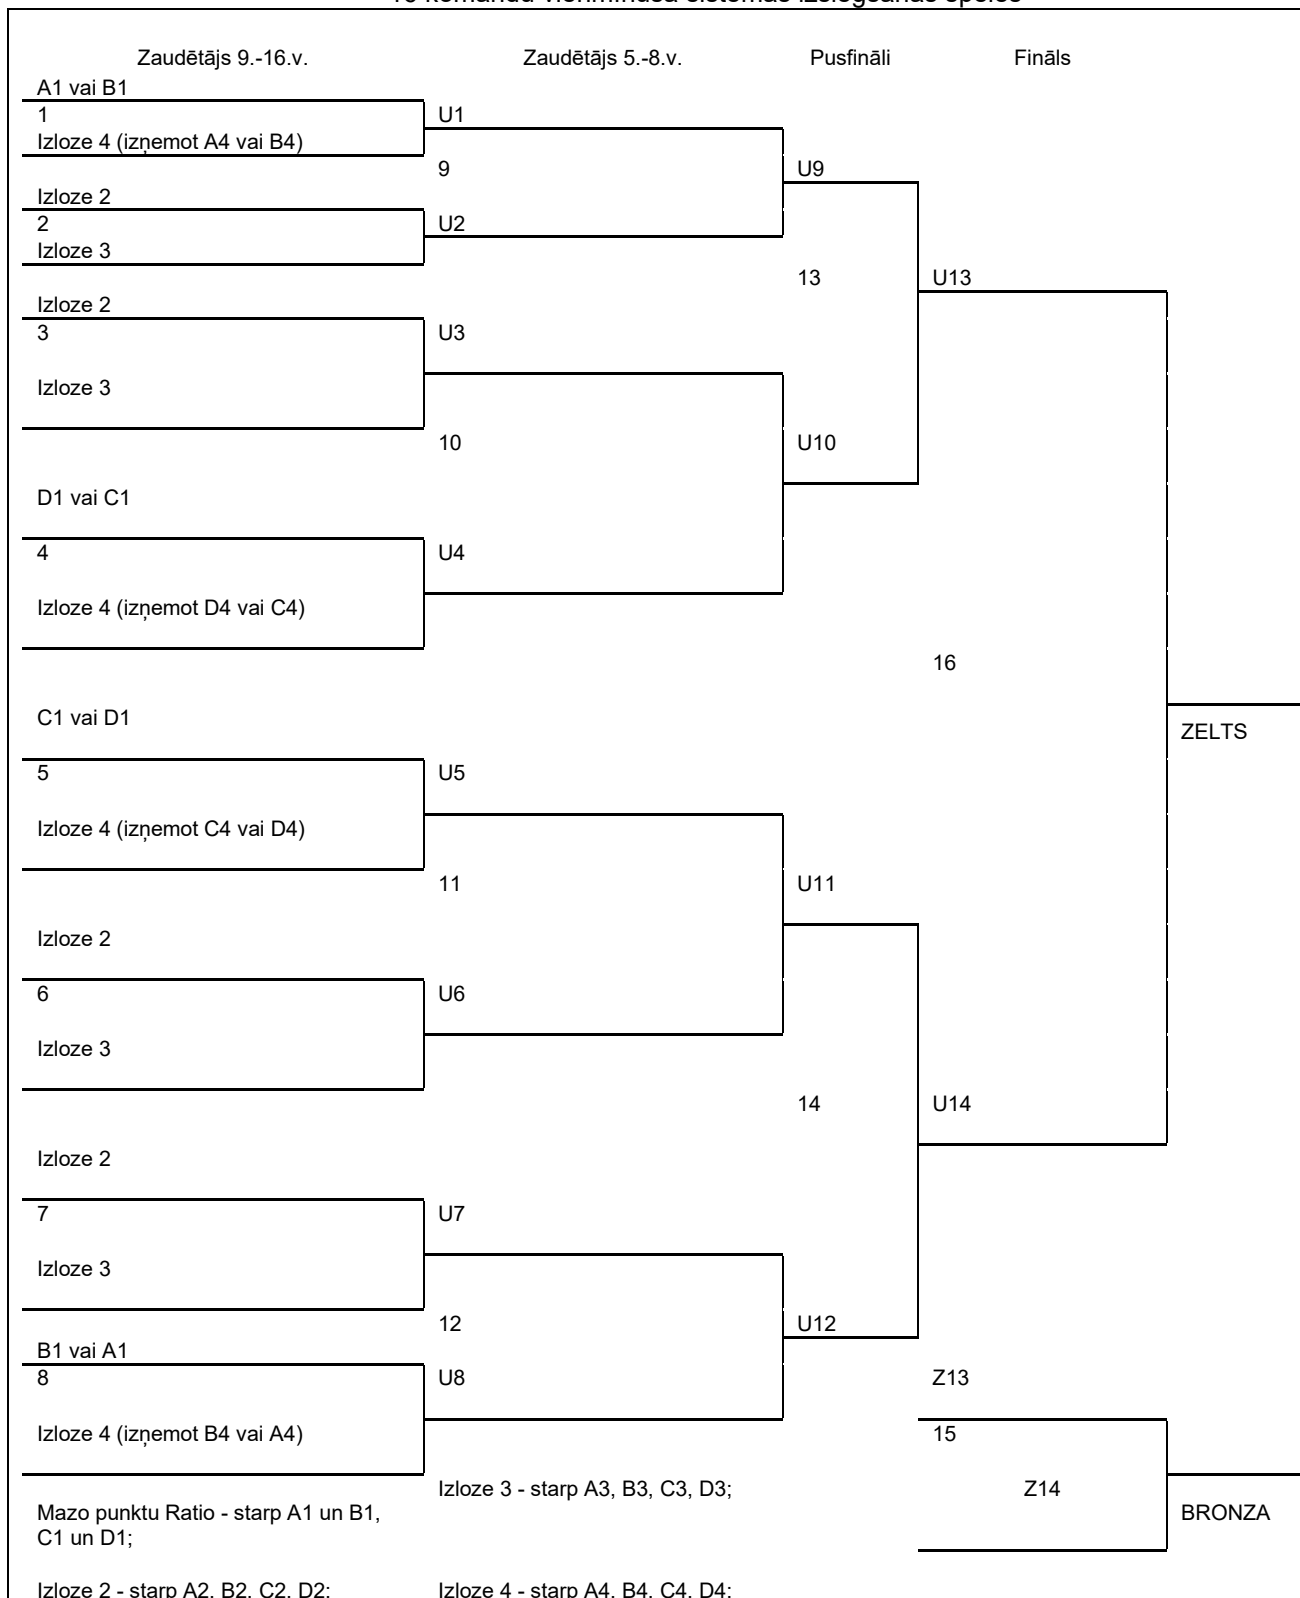 Zaudētājs 9.-16.v. Zaudētājs 5.-8.v. Pusfināli Fināls
A1 vai B1
1 U1
Izloze 4 (izņemot A4 vai B4)
9 U9
Izloze 2
2 U2
Izloze 3
13 U13
Izloze 2
3 U3
Izloze 3
10 U10
D1 vai C1
4 U4
Izloze 4 (izņemot D4 vai C4)
16
C1 vai D1
ZELTS
5 U5
Izloze 4 (izņemot C4 vai D4)
11 U11
Izloze 2
6 U6
Izloze 3
14 U14
Izloze 2
7 U7
Izloze 3
12 U12
B1 vai A1
8 U8 Z13
Izloze 4 (izņemot B4 vai A4) 15
Izloze 3 - starp A3, B3, C3, D3; Z14
Mazo punktu Ratio - starp A1 un B1, BRONZA
C1 un D1;
Izloze 2 - starp A2, B2, C2, D2; Izloze 4 - starp A4, B4, C4, D4;